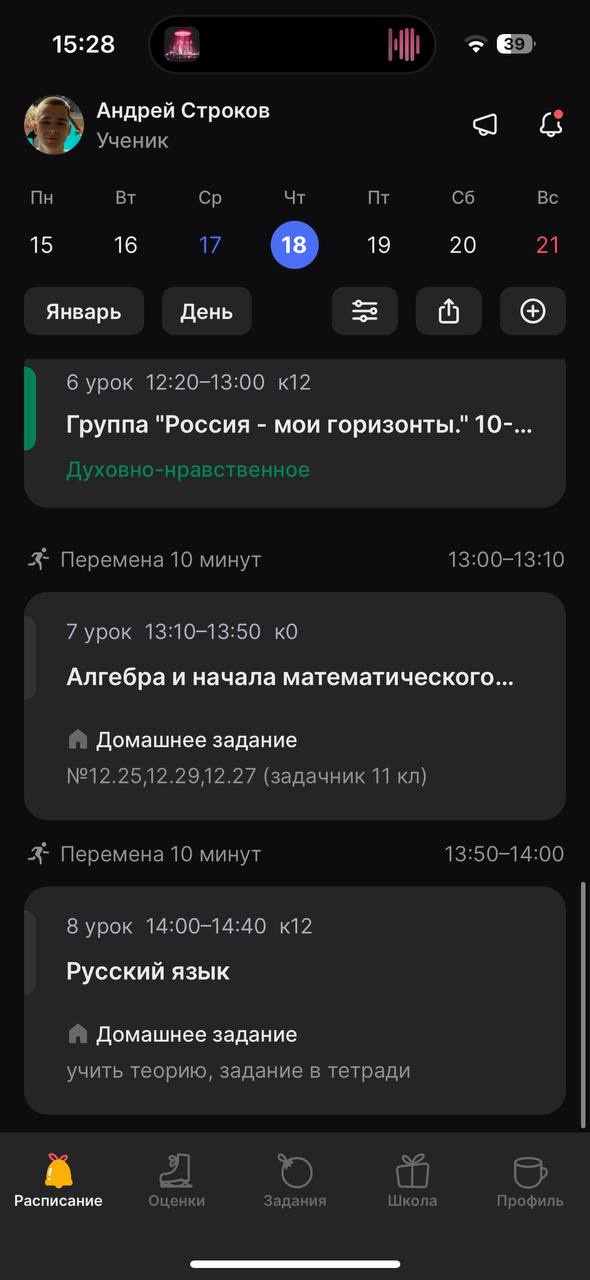 15:28
39
Андрей Строков
Ученик
Пн Вт Ср Чт Пт Сб Вс
15 16 17 18 19 20 21
Январь День
6 урок 12:20–13:00 к12
Группа "Россия - мои горизонты." 10-...
Духовно-нравственное
Перемена 10 минут 13:00–13:10
7 урок 13:10–13:50 к0
Алгебра и начала математического...
Домашнее задание
№12.25,12.29,12.27 (задачник 11 кл)
Перемена 10 минут 13:50–14:00
8 урок 14:00–14:40 к12
Русский язык
Домашнее задание
учить теорию, задание в тетради
Расписание Оценки Задания Школа Профиль